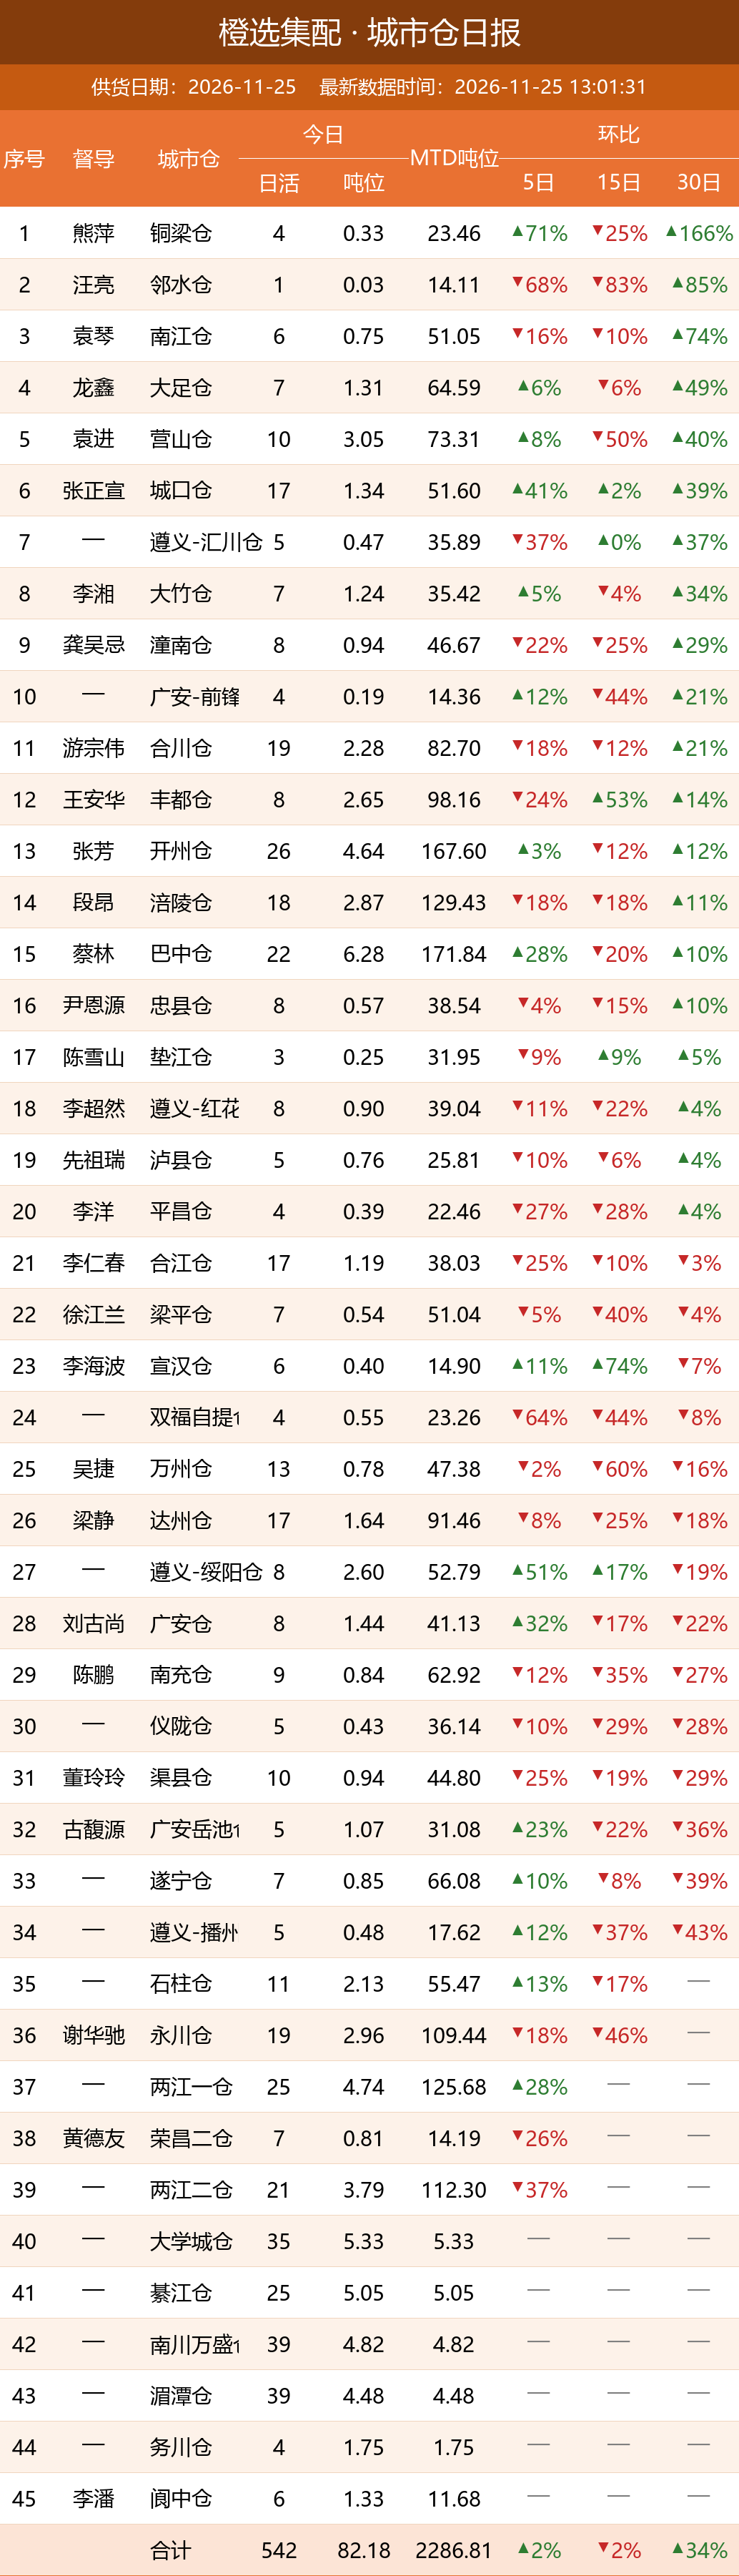 橙选集配 · 城市仓日报
供货日期：2026-11-25 最新数据时间：2026-11-25 13:01:31
序号 督导 城市仓 今日 MTD吨位 环比
日活 吨位 5日 15日 30日
1 熊萍 铜梁仓 4 0.33 23.46 ▲71% ▼25% ▲166%
2 汪亮 邻水仓 1 0.03 14.11 ▼68% ▼83% ▲85%
3 袁琴 南江仓 6 0.75 51.05 ▼16% ▼10% ▲74%
4 龙鑫 大足仓 7 1.31 64.59 ▲6% ▼6% ▲49%
5 袁进 营山仓 10 3.05 73.31 ▲8% ▼50% ▲40%
6 张正宣 城口仓 17 1.34 51.60 ▲41% ▲2% ▲39%
7 — 遵义-汇川仓 5 0.47 35.89 ▼37% ▲0% ▲37%
8 李湘 大竹仓 7 1.24 35.42 ▲5% ▼4% ▲34%
9 龚吴忌 潼南仓 8 0.94 46.67 ▼22% ▼25% ▲29%
10 — 广安-前锋 4 0.19 14.36 ▲12% ▼44% ▲21%
11 游宗伟 合川仓 19 2.28 82.70 ▼18% ▼12% ▲21%
12 王安华 丰都仓 8 2.65 98.16 ▼24% ▲53% ▲14%
13 张芳 开州仓 26 4.64 167.60 ▲3% ▼12% ▲12%
14 段昂 涪陵仓 18 2.87 129.43 ▼18% ▼18% ▲11%
15 蔡林 巴中仓 22 6.28 171.84 ▲28% ▼20% ▲10%
16 尹恩源 忠县仓 8 0.57 38.54 ▼4% ▼15% ▲10%
17 陈雪山 垫江仓 3 0.25 31.95 ▼9% ▲9% ▲5%
18 李超然 遵义-红花 8 0.90 39.04 ▼11% ▼22% ▲4%
19 先祖瑞 泸县仓 5 0.76 25.81 ▼10% ▼6% ▲4%
20 李洋 平昌仓 4 0.39 22.46 ▼27% ▼28% ▲4%
21 李仁春 合江仓 17 1.19 38.03 ▼25% ▼10% ▼3%
22 徐江兰 梁平仓 7 0.54 51.04 ▼5% ▼40% ▼4%
23 李海波 宣汉仓 6 0.40 14.90 ▲11% ▲74% ▼7%
24 — 双福自提 4 0.55 23.26 ▼64% ▼44% ▼8%
25 吴捷 万州仓 13 0.78 47.38 ▼2% ▼60% ▼16%
26 梁静 达州仓 17 1.64 91.46 ▼8% ▼25% ▼18%
27 — 遵义-绥阳仓 8 2.60 52.79 ▲51% ▲17% ▼19%
28 刘古尚 广安仓 8 1.44 41.13 ▲32% ▼17% ▼22%
29 陈鹏 南充仓 9 0.84 62.92 ▼12% ▼35% ▼27%
30 — 仪陇仓 5 0.43 36.14 ▼10% ▼29% ▼28%
31 董玲玲 渠县仓 10 0.94 44.80 ▼25% ▼19% ▼29%
32 古馥源 广安岳池 5 1.07 31.08 ▲23% ▼22% ▼36%
33 — 遂宁仓 7 0.85 66.08 ▲10% ▼8% ▼39%
34 — 遵义-播州 5 0.48 17.62 ▲12% ▼37% ▼43%
35 — 石柱仓 11 2.13 55.47 ▲13% ▼17% —
36 谢华驰 永川仓 19 2.96 109.44 ▼18% ▼46% —
37 — 两江一仓 25 4.74 125.68 ▲28% — —
38 黄德友 荣昌二仓 7 0.81 14.19 ▼26% — —
39 — 两江二仓 21 3.79 112.30 ▼37% — —
40 — 大学城仓 35 5.33 5.33 — — —
41 — 綦江仓 25 5.05 5.05 — — —
42 — 南川万盛 39 4.82 4.82 — — —
43 — 湄潭仓 39 4.48 4.48 — — —
44 — 务川仓 4 1.75 1.75 — — —
45 李潘 阆中仓 6 1.33 11.68 — — —
合计 542 82.18 2286.81 ▲2% ▼2% ▲34%